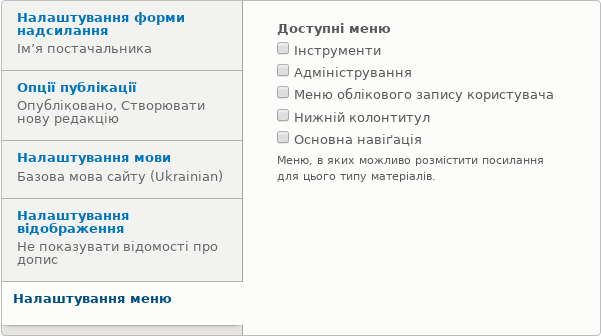 Налаштування форми
надсилання
Ім’я постачальника
Опції публікації
Опубліковано, Створювати
нову редакцію
Налаштування мови
Базова мова сайту (Ukrainian)
Налаштування
відображення
Не показувати відомості про
допис
Налаштування меню
Доступні меню
Інструменти
Адміністрування
Меню облікового запису користувача
Нижній колонтитул
Основна навіґація
Меню, в яких можливо розмістити посилання
для цього типу матеріалів.